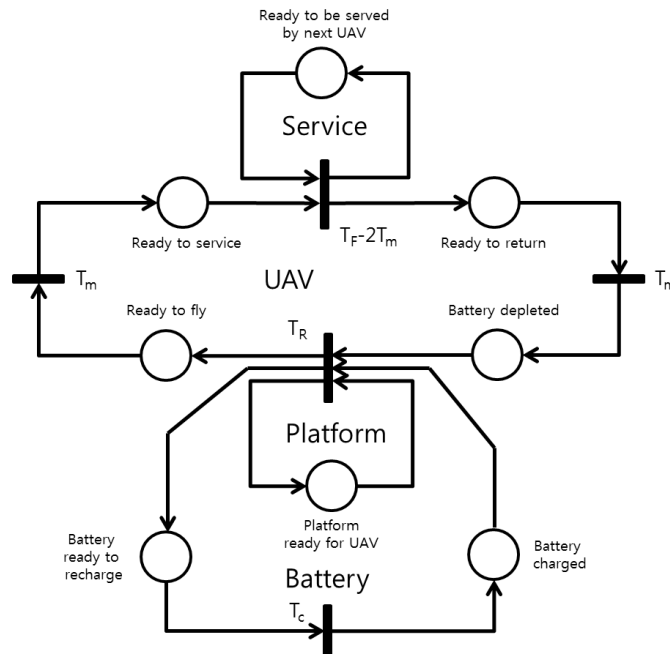 Ready to be served
by next UAV
Service
Ready to service
T_F-2T_m
Ready to return
T_m
UAV
Ready to fly
T_R
Battery depleted
Platform
Platform
ready for UAV
Battery
ready to
recharge
Battery
charged
Battery
T_c